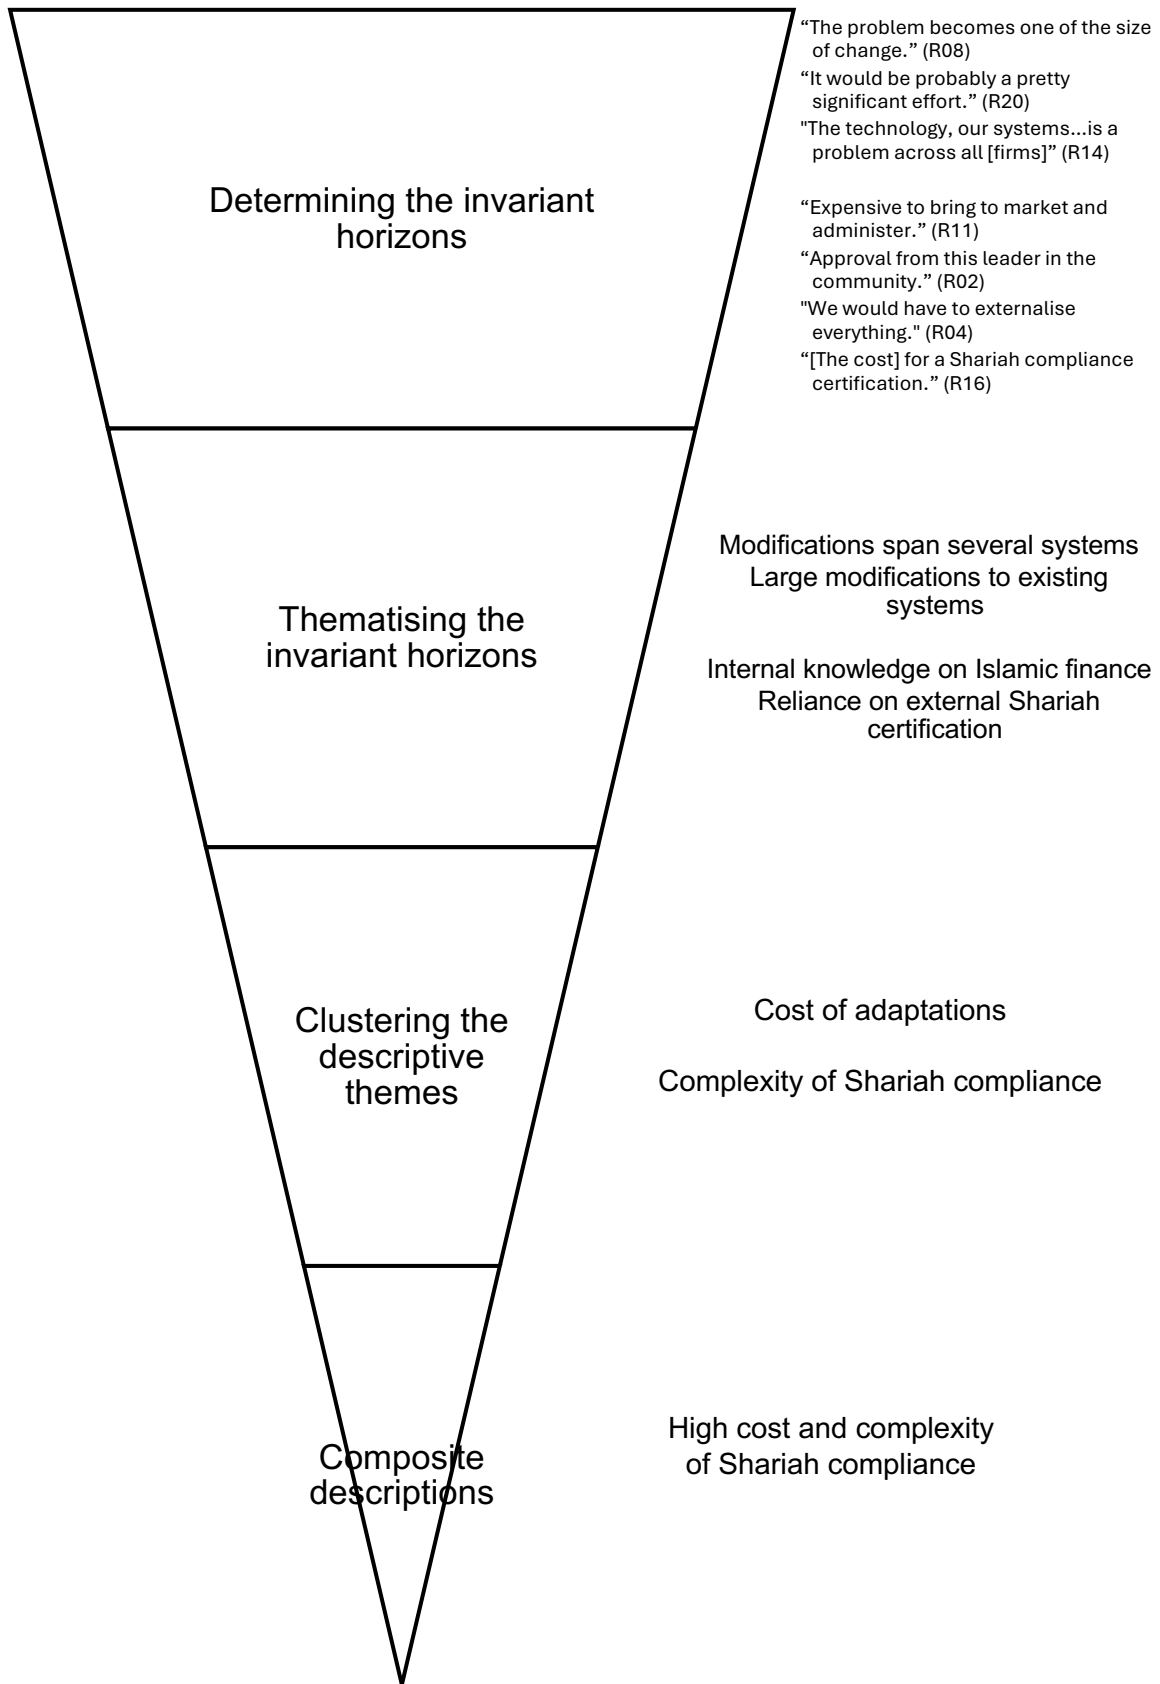 “The problem becomes one of the size
of change.” (R08)
“It would be probably a pretty
significant effort.” (R20)
"The technology, our systems...is a
problem across all [firms]” (R14)
Determining the invariant
horizons
“Expensive to bring to market and
administer.” (R11)
“Approval from this leader in the
community.” (R02)
"We would have to externalise
everything." (R04)
“[The cost] for a Shariah compliance
certification.” (R16)
Thematising the
invariant horizons
Modifications span several systems
Large modifications to existing
systems
Internal knowledge on Islamic finance
Reliance on external Shariah
certification
Clustering the
descriptive
themes
Cost of adaptations
Complexity of Shariah compliance
Composite
descriptions
High cost and complexity
of Shariah compliance